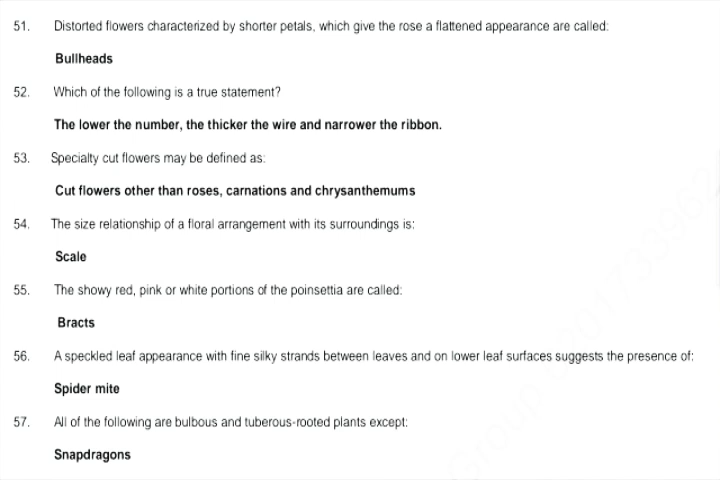 51. Distorted flowers characterized by shorter petals, which give the rose a flattened appearance are called:
Bullheads
52. Which of the following is a true statement?
The lower the number, the thicker the wire and narrower the ribbon.
53. Specialty cut flowers may be defined as:
Cut flowers other than roses, carnations and chrysanthemums
54. The size relationship of a floral arrangement with its surroundings is:
Scale
55. The showy red, pink or white portions of the poinsettia are called:
Bracts
56. A speckled leaf appearance with fine silky strands between leaves and on lower leaf surfaces suggests the presence of:
Spider mite
57. All of the following are bulbous and tuberous-rooted plants except:
Snapdragons